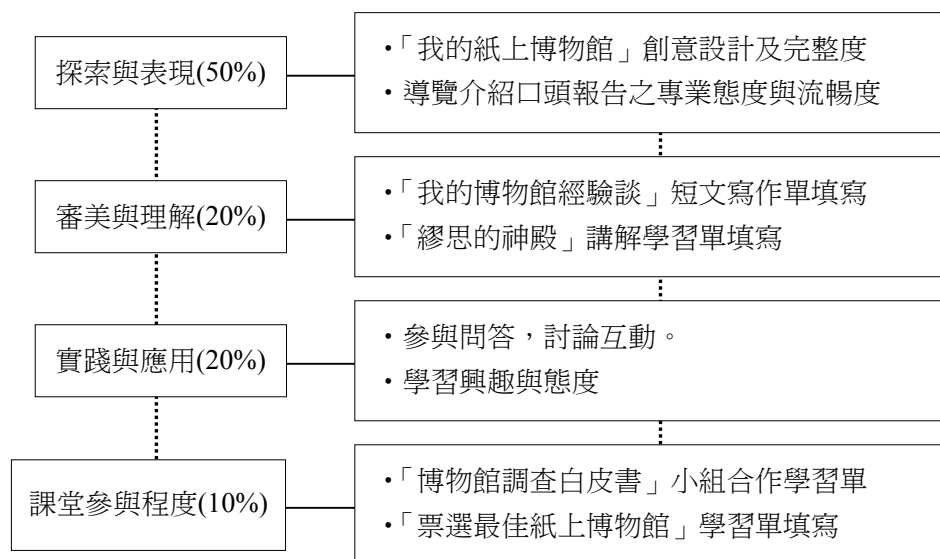 探索與表現(50%)
•「我的紙上博物館」創意設計及完整度
•導覽介紹口頭報告之專業態度與流暢度
審美與理解(20%)
•「我的博物館經驗談」短文寫作單填寫
•「繆思的神殿」講解學習單填寫
實踐與應用(20%)
•參與問答，討論互動。
•學習興趣與態度
課堂參與程度(10%)
•「博物館調查白皮書」小組合作學習單
•「票選最佳紙上博物館」學習單填寫